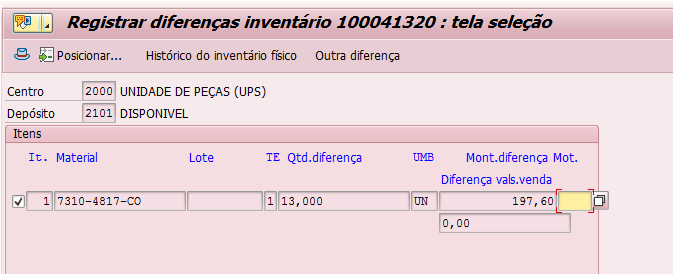 Registrar diferenças inventário 100041320 : tela seleção
Posicionar... Histórico do inventário físico Outra diferença
Centro 2000 UNIDADE DE PEÇAS (UPS)
Depósito 2101 DISPONIVEL
Itens
It. Material Lote TE Qtd.diferença UMB Mont.diferença Mot.
Diferença vals.venda
1 7310-4817-CO 1 13,000 UN 197,60
0,00